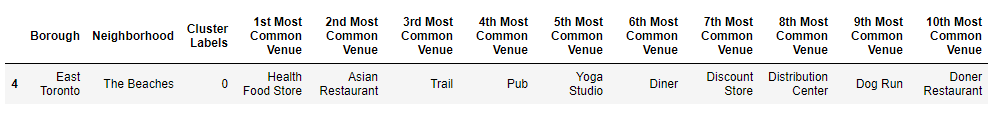 Borough Neighborhood Cluster Labels 1st Most Common Venue 2nd Most Common Venue 3rd Most Common Venue 4th Most Common Venue 5th Most Common Venue 6th Most Common Venue 7th Most Common Venue 8th Most Common Venue 9th Most Common Venue 10th Most Common Venue
4 East Toronto The Beaches 0 Health Food Store Asian Restaurant Trail Pub Yoga Studio Diner Discount Store Distribution Center Dog Run Doner Restaurant